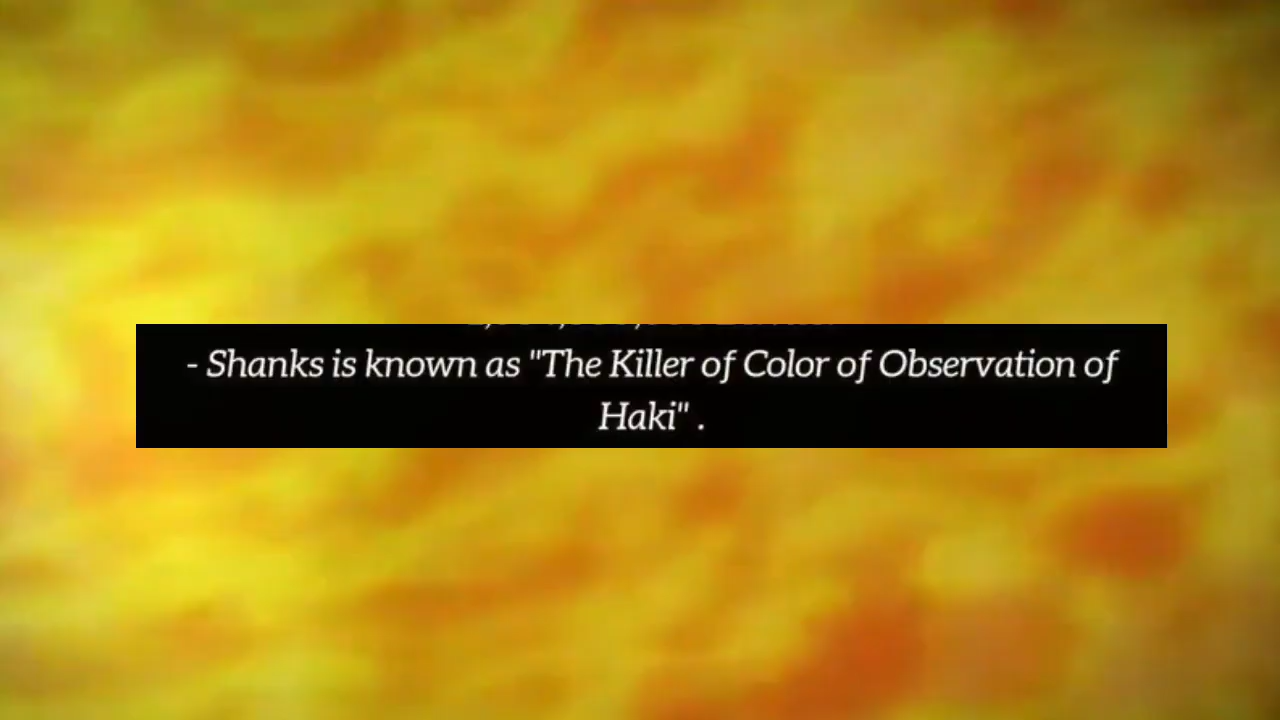 - Shanks is known as "The Killer of Color of Observation of
Haki" .